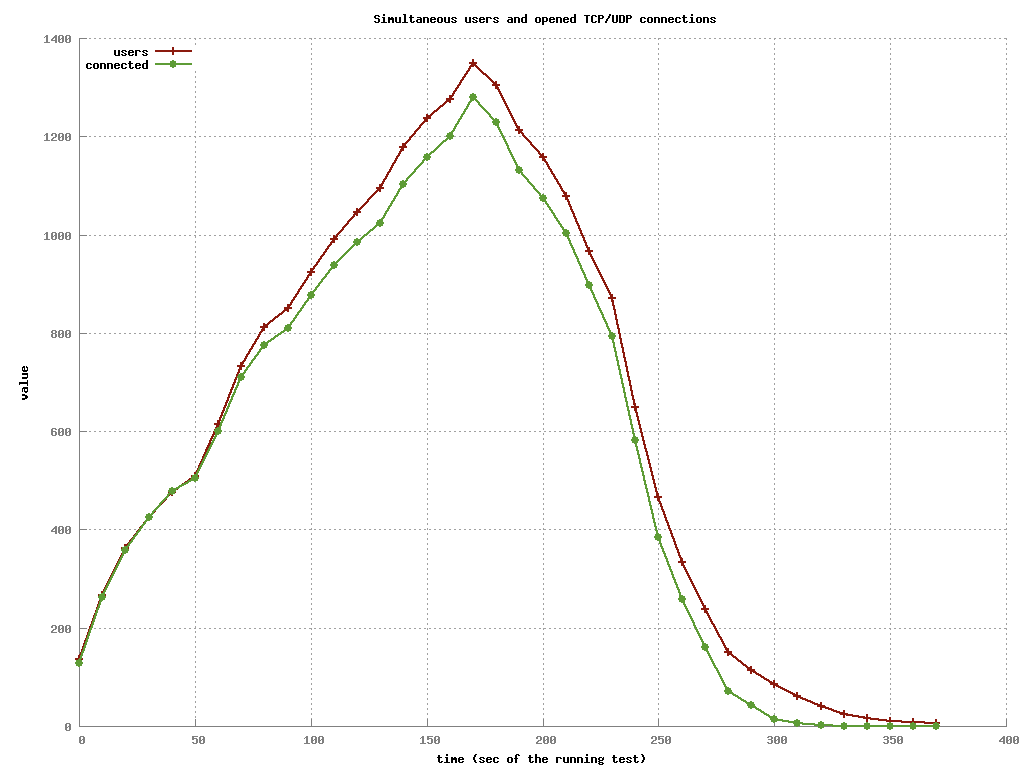 Simultaneous users and opened TCP/UDP connections
1400
users
connected
1200
1000
800
value
600
400
200
0
0 50 100 150 200 250 300 350 400
time (sec of the running test)